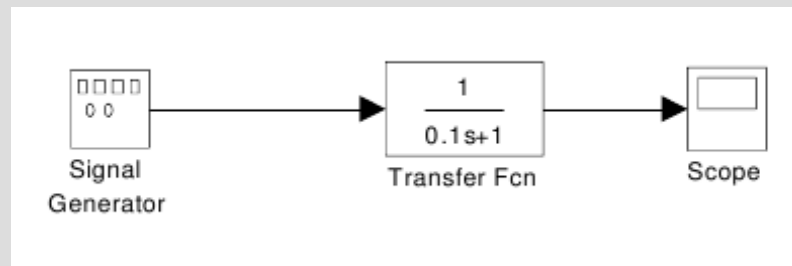 Signal
Generator
1
0.1s+1
Transfer Fcn
Scope